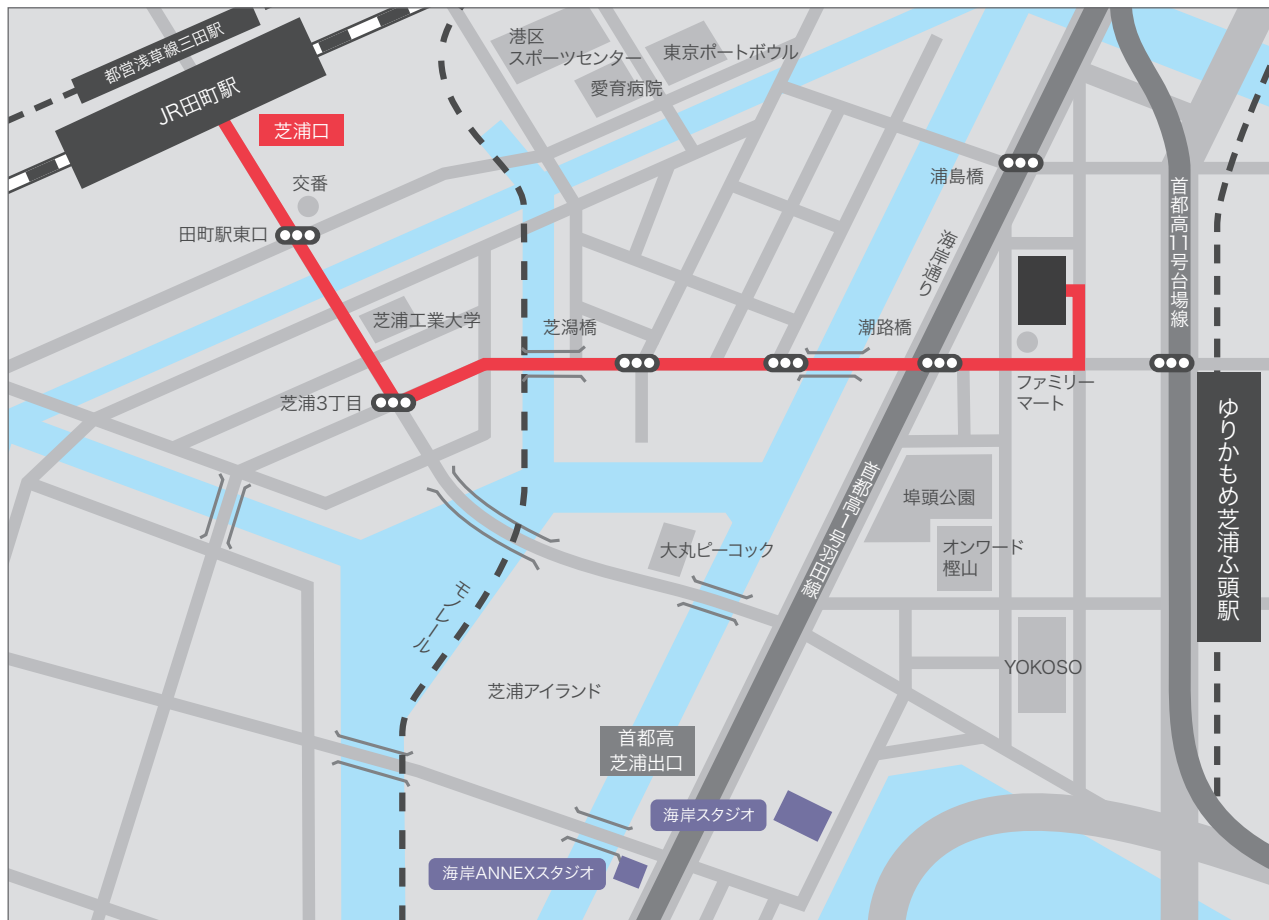 港区
スポーツセンター
東京ポートボウル
愛育病院
都営浅草線三田駅
JR田町駅
芝浦口
交番
田町駅東口
浦島橋
海岸通り
首都高11号台場線
芝浦工業大学
芝潟橋
潮路橋
芝浦3丁目
ファミリー
マート
ゆりかもめ芝浦ふ頭駅
首都高1号羽田線
埠頭公園
大丸ピーコック
オンワード
樫山
モノレール
芝浦アイランド
YOKOSO
首都高
芝浦出口
海岸スタジオ
海岸ANNEXスタジオ